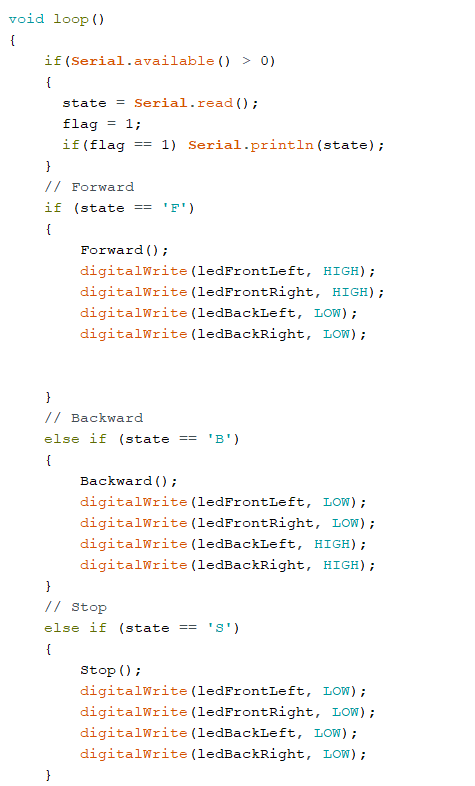 void loop()
{
    if(Serial.available() > 0)
    {
      state = Serial.read();
      flag = 1;
      if(flag == 1) Serial.println(state);
    }
    // Forward
    if (state == 'F')
    {
        Forward();
        digitalWrite(ledFrontLeft, HIGH);
        digitalWrite(ledFrontRight, HIGH);
        digitalWrite(ledBackLeft, LOW);
        digitalWrite(ledBackRight, LOW);
    }
    // Backward
    else if (state == 'B')
    {
        Backward();
        digitalWrite(ledFrontLeft, LOW);
        digitalWrite(ledFrontRight, LOW);
        digitalWrite(ledBackLeft, HIGH);
        digitalWrite(ledBackRight, HIGH);
    }
    // Stop
    else if (state == 'S')
    {
        Stop();
        digitalWrite(ledFrontLeft, LOW);
        digitalWrite(ledFrontRight, LOW);
        digitalWrite(ledBackLeft, LOW);
        digitalWrite(ledBackRight, LOW);
    }